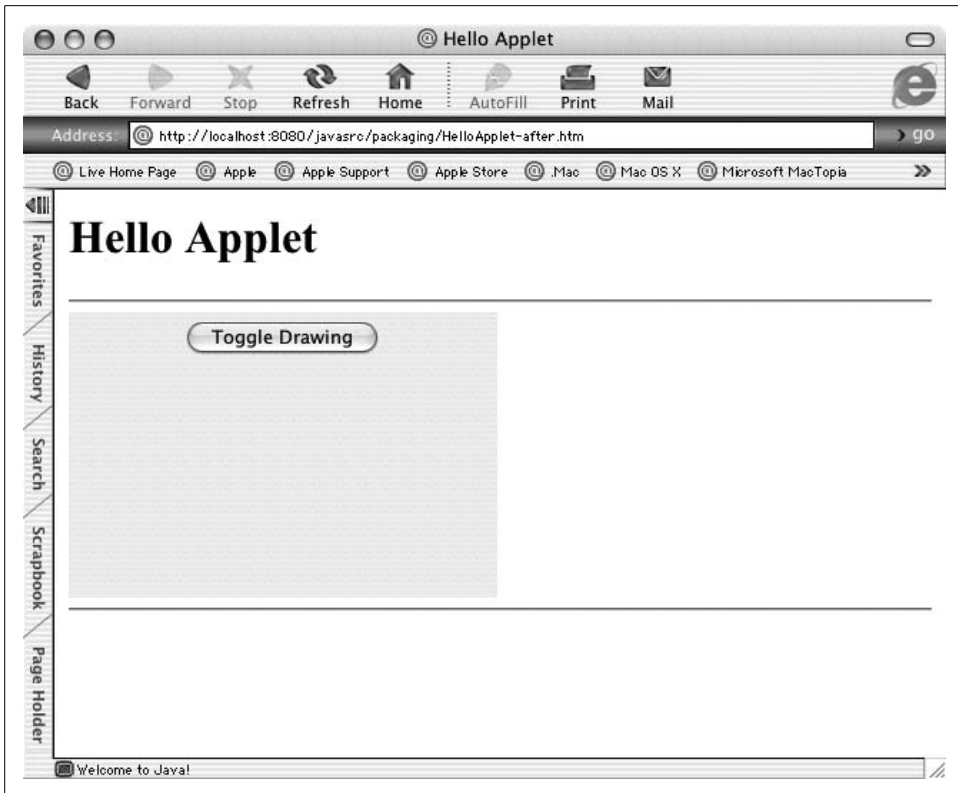 @ Hello Applet
Back Forward Stop Refresh Home AutoFill Print Mail
Address: @ http://localhost:8080/javasrc/packaging/HelloApplet-after.htm go
@ Live Home Page @ Apple @ Apple Support @ Apple Store @ .Mac @ Mac OS X @ Microsoft MacTopia »
Favorites
History
Search
Scrapbook
Page Holder
Hello Applet
Toggle Drawing
Welcome to Java!